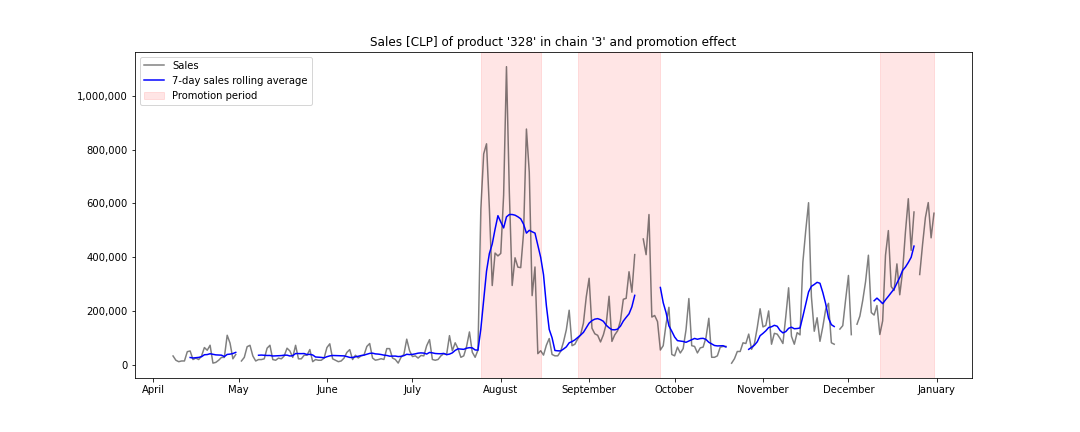 Sales [CLP] of product '328' in chain '3' and promotion effect
Sales
7-day sales rolling average
Promotion period
1,000,000
800,000
600,000
400,000
200,000
0
April May June July August September October November December January